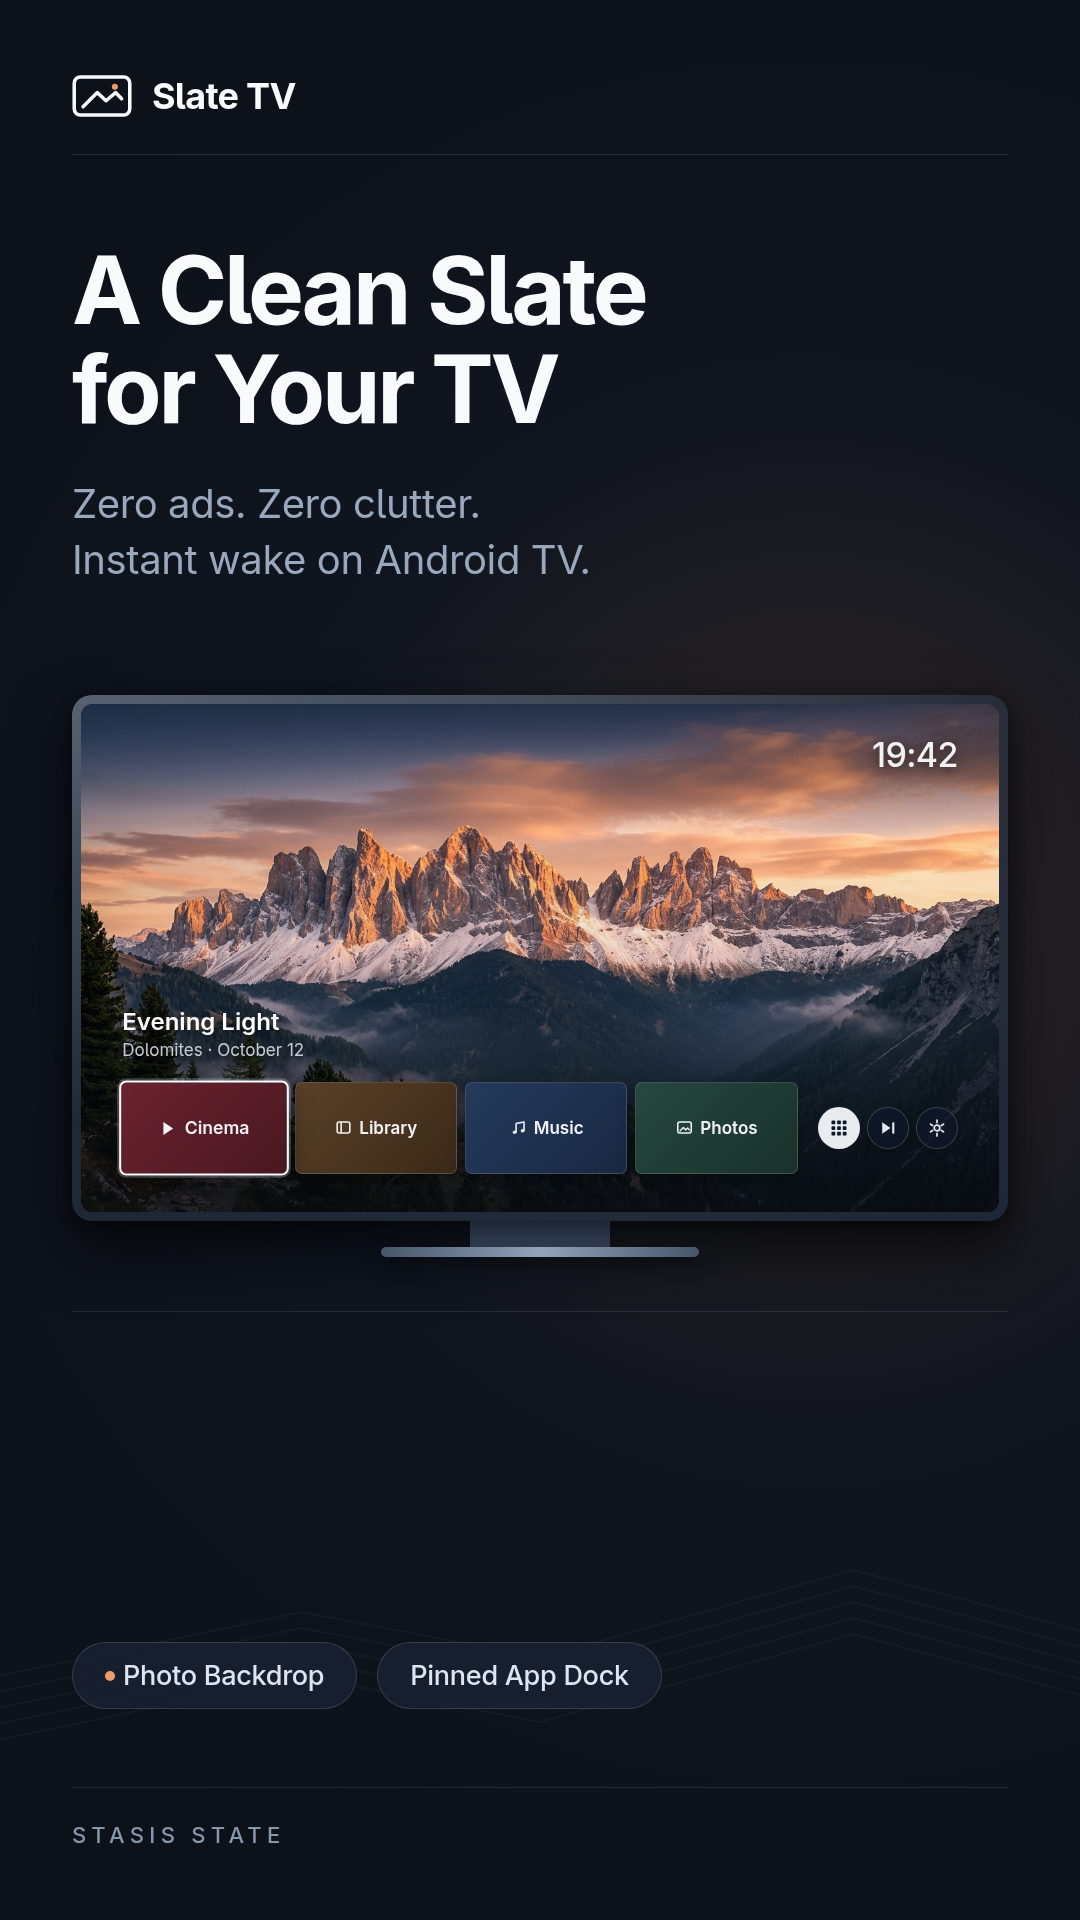 Slate TV
A Clean Slate
for Your TV
Zero ads. Zero clutter.
Instant wake on Android TV.
19:42
Evening Light
Dolomites · October 12
Cinema
Library
Music
Photos
Photo Backdrop
Pinned App Dock
STASIS STATE